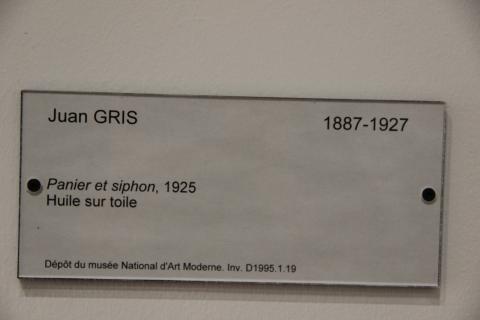 Juan GRIS 1887-1927
Panier et siphon, 1925
Huile sur toile
Dépôt du musée National d'Art Moderne. Inv. D1995.1.19